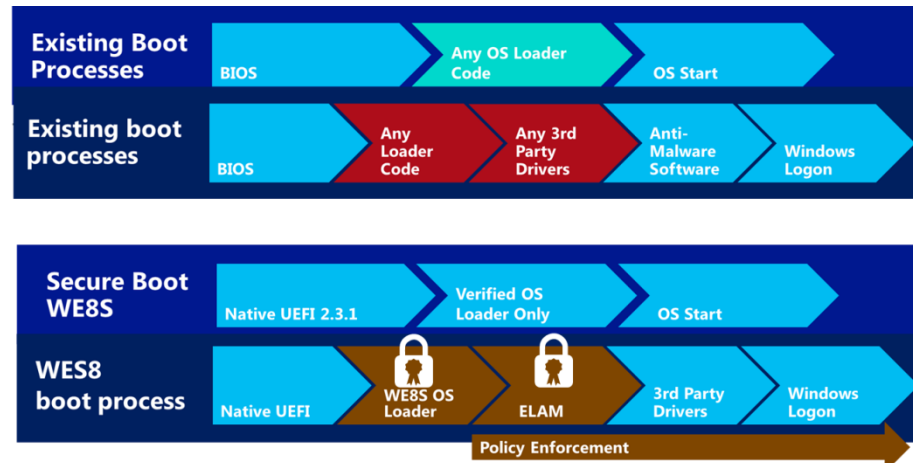 Existing Boot
Processes
BIOS
Any OS Loader
Code
OS Start
Existing boot
processes
BIOS
Any
Loader
Code
Any 3rd
Party
Drivers
Anti-
Malware
Software
Windows
Logon
Secure Boot
WE8S
Native UEFI 2.3.1
Verified OS
Loader Only
OS Start
WES8
boot process
Native UEFI
WE8S OS
Loader
ELAM
3rd Party
Drivers
Windows
Logon
Policy Enforcement